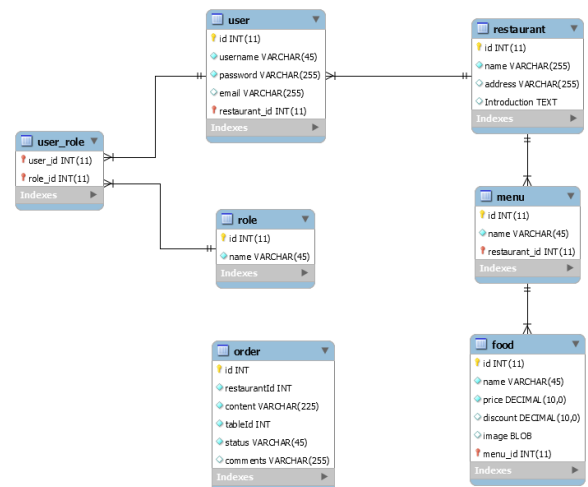 user
id INT(11)
username VARCHAR(45)
password VARCHAR(255)
email VARCHAR(255)
restaurant_id INT(11)
Indexes
restaurant
id INT(11)
name VARCHAR(255)
address VARCHAR(255)
Introduction TEXT
Indexes
user_role
user_id INT(11)
role_id INT(11)
Indexes
role
id INT(11)
name VARCHAR(45)
Indexes
menu
id INT(11)
name VARCHAR(45)
restaurant_id INT(11)
Indexes
order
id INT
restaurantId INT
content VARCHAR(225)
tableId INT
status VARCHAR(45)
comments VARCHAR(255)
Indexes
food
id INT(11)
name VARCHAR(45)
price DECIMAL(10,0)
discount DECIMAL(10,0)
image BLOB
menu_id INT(11)
Indexes